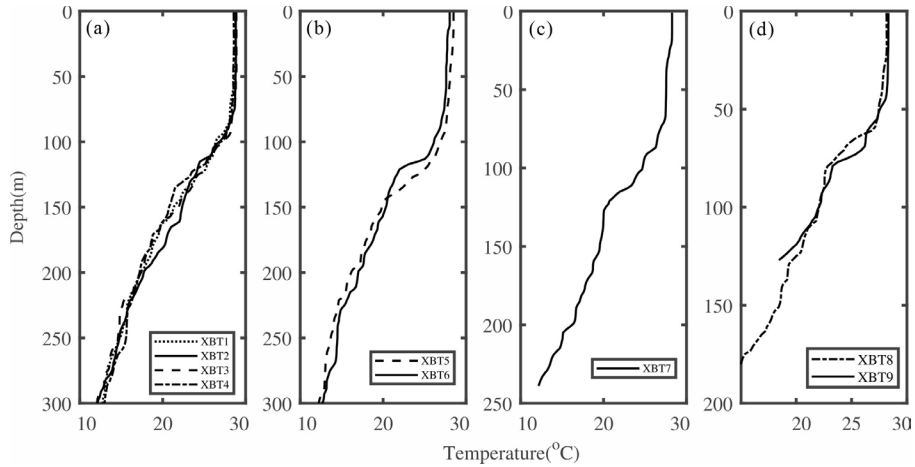 0
50
100
150
200
250
300
Depth(m)
(a)
XBT1
XBT2
XBT3
XBT4
10 20 30
0
50
100
150
200
250
300
(b)
XBT5
XBT6
10 20 30
0
50
100
150
200
250
(c)
XBT7
10 20 30
0
50
100
150
200
(d)
XBT8
XBT9
20 25 30
Temperature(°C)